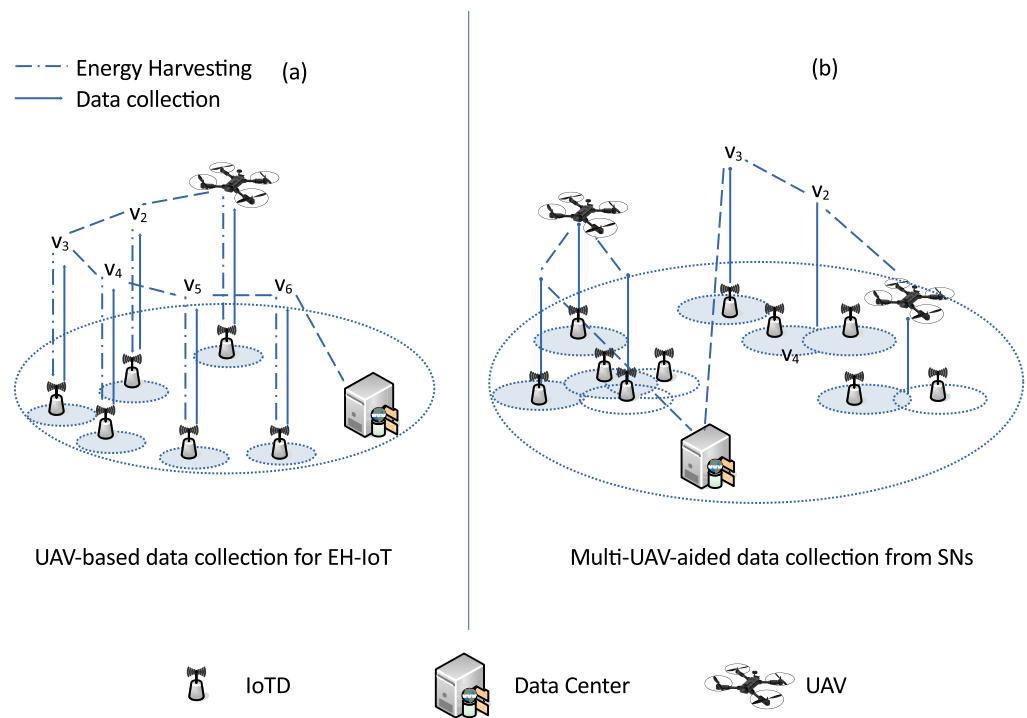 Energy Harvesting
(a)
Data collection
(b)
v3
v2
v2
v3
v4
v5
v6
v4
UAV-based data collection for EH-IoT
Multi-UAV-aided data collection from SNs
IoTD
Data Center
UAV